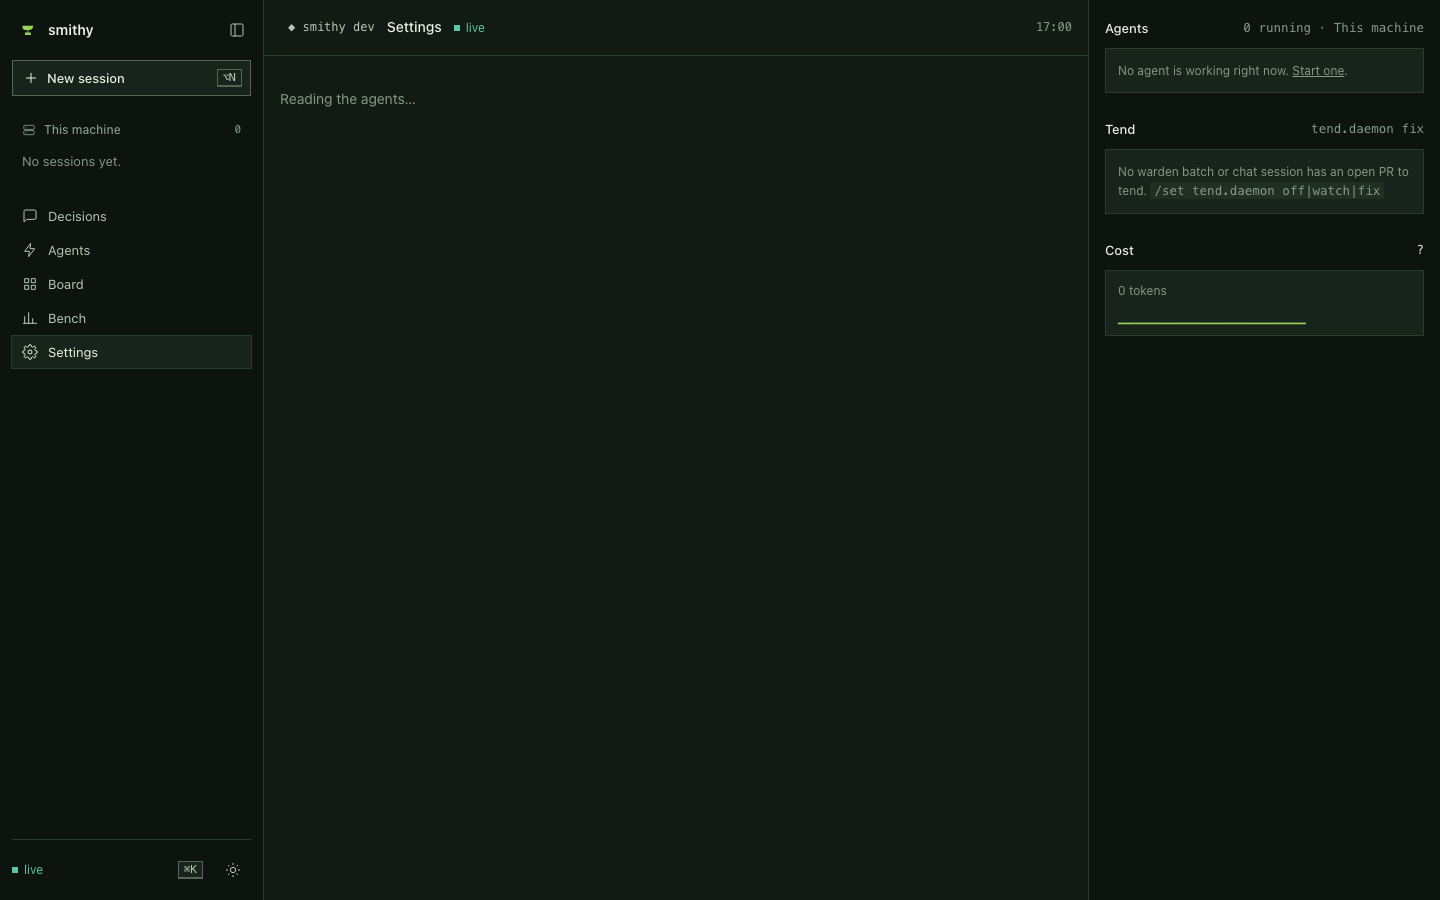 smithy
New session ⌥N
This machine 0
No sessions yet.
Decisions
Agents
Board
Bench
Settings
live ⌘K
◆ smithy dev Settings live 17:00
Reading the agents…
Agents 0 running · This machine
No agent is working right now. Start one.
Tend tend.daemon fix
No warden batch or chat session has an open PR to
tend. /set tend.daemon off|watch|fix
Cost ?
0 tokens